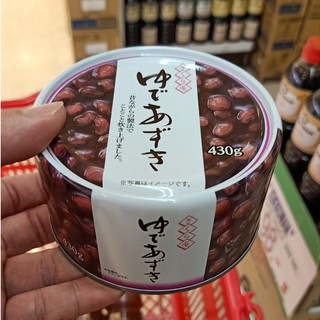 ゆであずき
昔ながらの製法で
ことこと炊き上げました。
430g
※写真はイメージです。
ゆであずき
430g